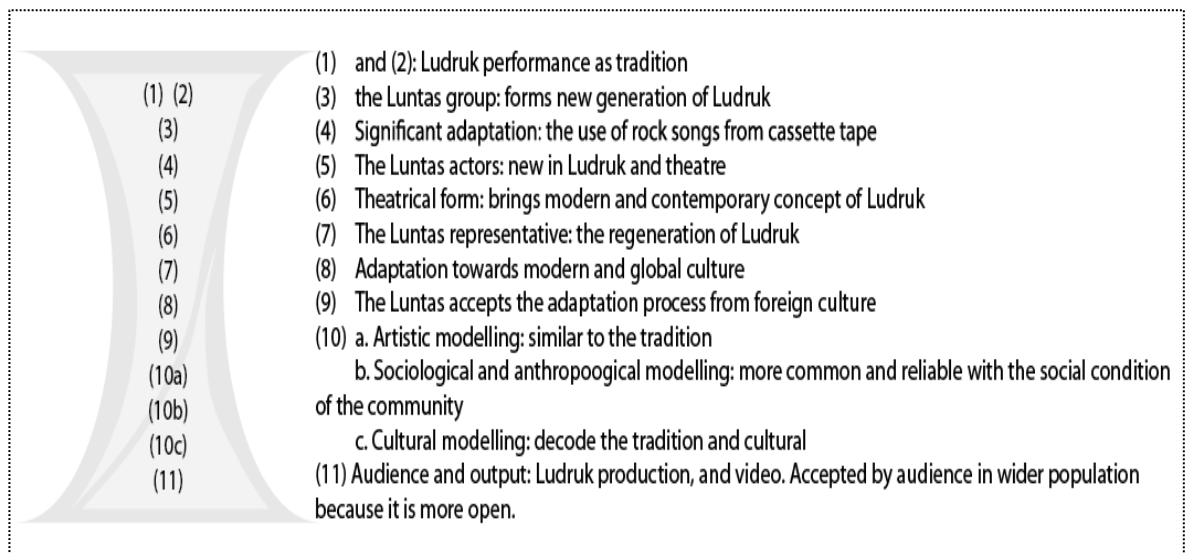 (1) (2)
(3)
(4)
(5)
(6)
(7)
(8)
(9)
(10a)
(10b)
(10c)
(11)
(1) and (2): Ludruk performance as tradition
(3) the Luntas group: forms new generation of Ludruk
(4) Significant adaptation: the use of rock songs from cassette tape
(5) The Luntas actors: new in Ludruk and theatre
(6) Theatrical form: brings modern and contemporary concept of Ludruk
(7) The Luntas representative: the regeneration of Ludruk
(8) Adaptation towards modern and global culture
(9) The Luntas accepts the adaptation process from foreign culture
(10) a. Artistic modelling: similar to the tradition
b. Sociological and anthropoogical modelling: more common and reliable with the social condition
of the community
c. Cultural modelling: decode the tradition and cultural
(11) Audience and output: Ludruk production, and video. Accepted by audience in wider population
because it is more open.